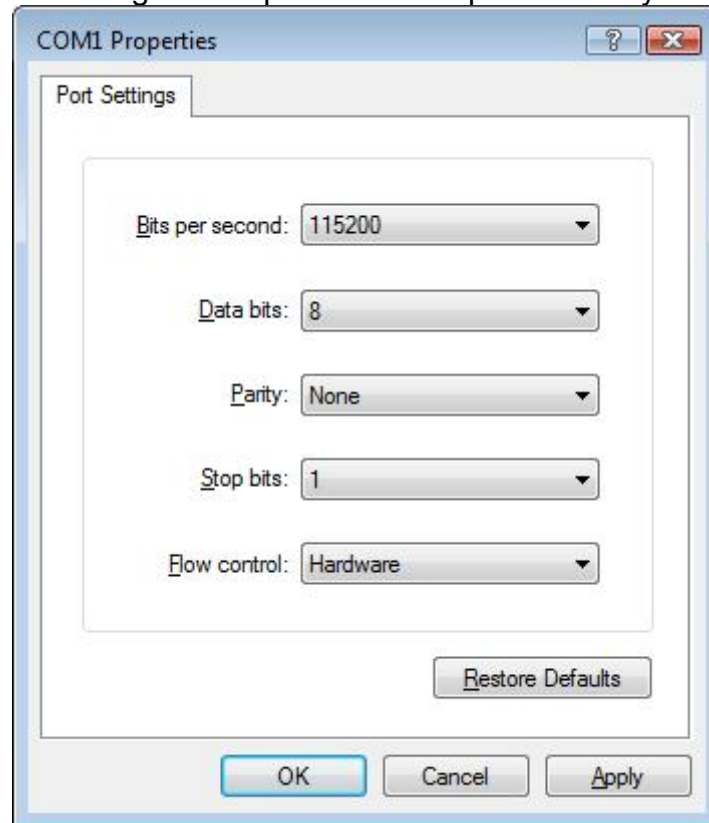 COM1 Properties
Port Settings
Bits per second: 115200
Data bits: 8
Parity: None
Stop bits: 1
Flow control: Hardware
Restore Defaults
OK Cancel Apply